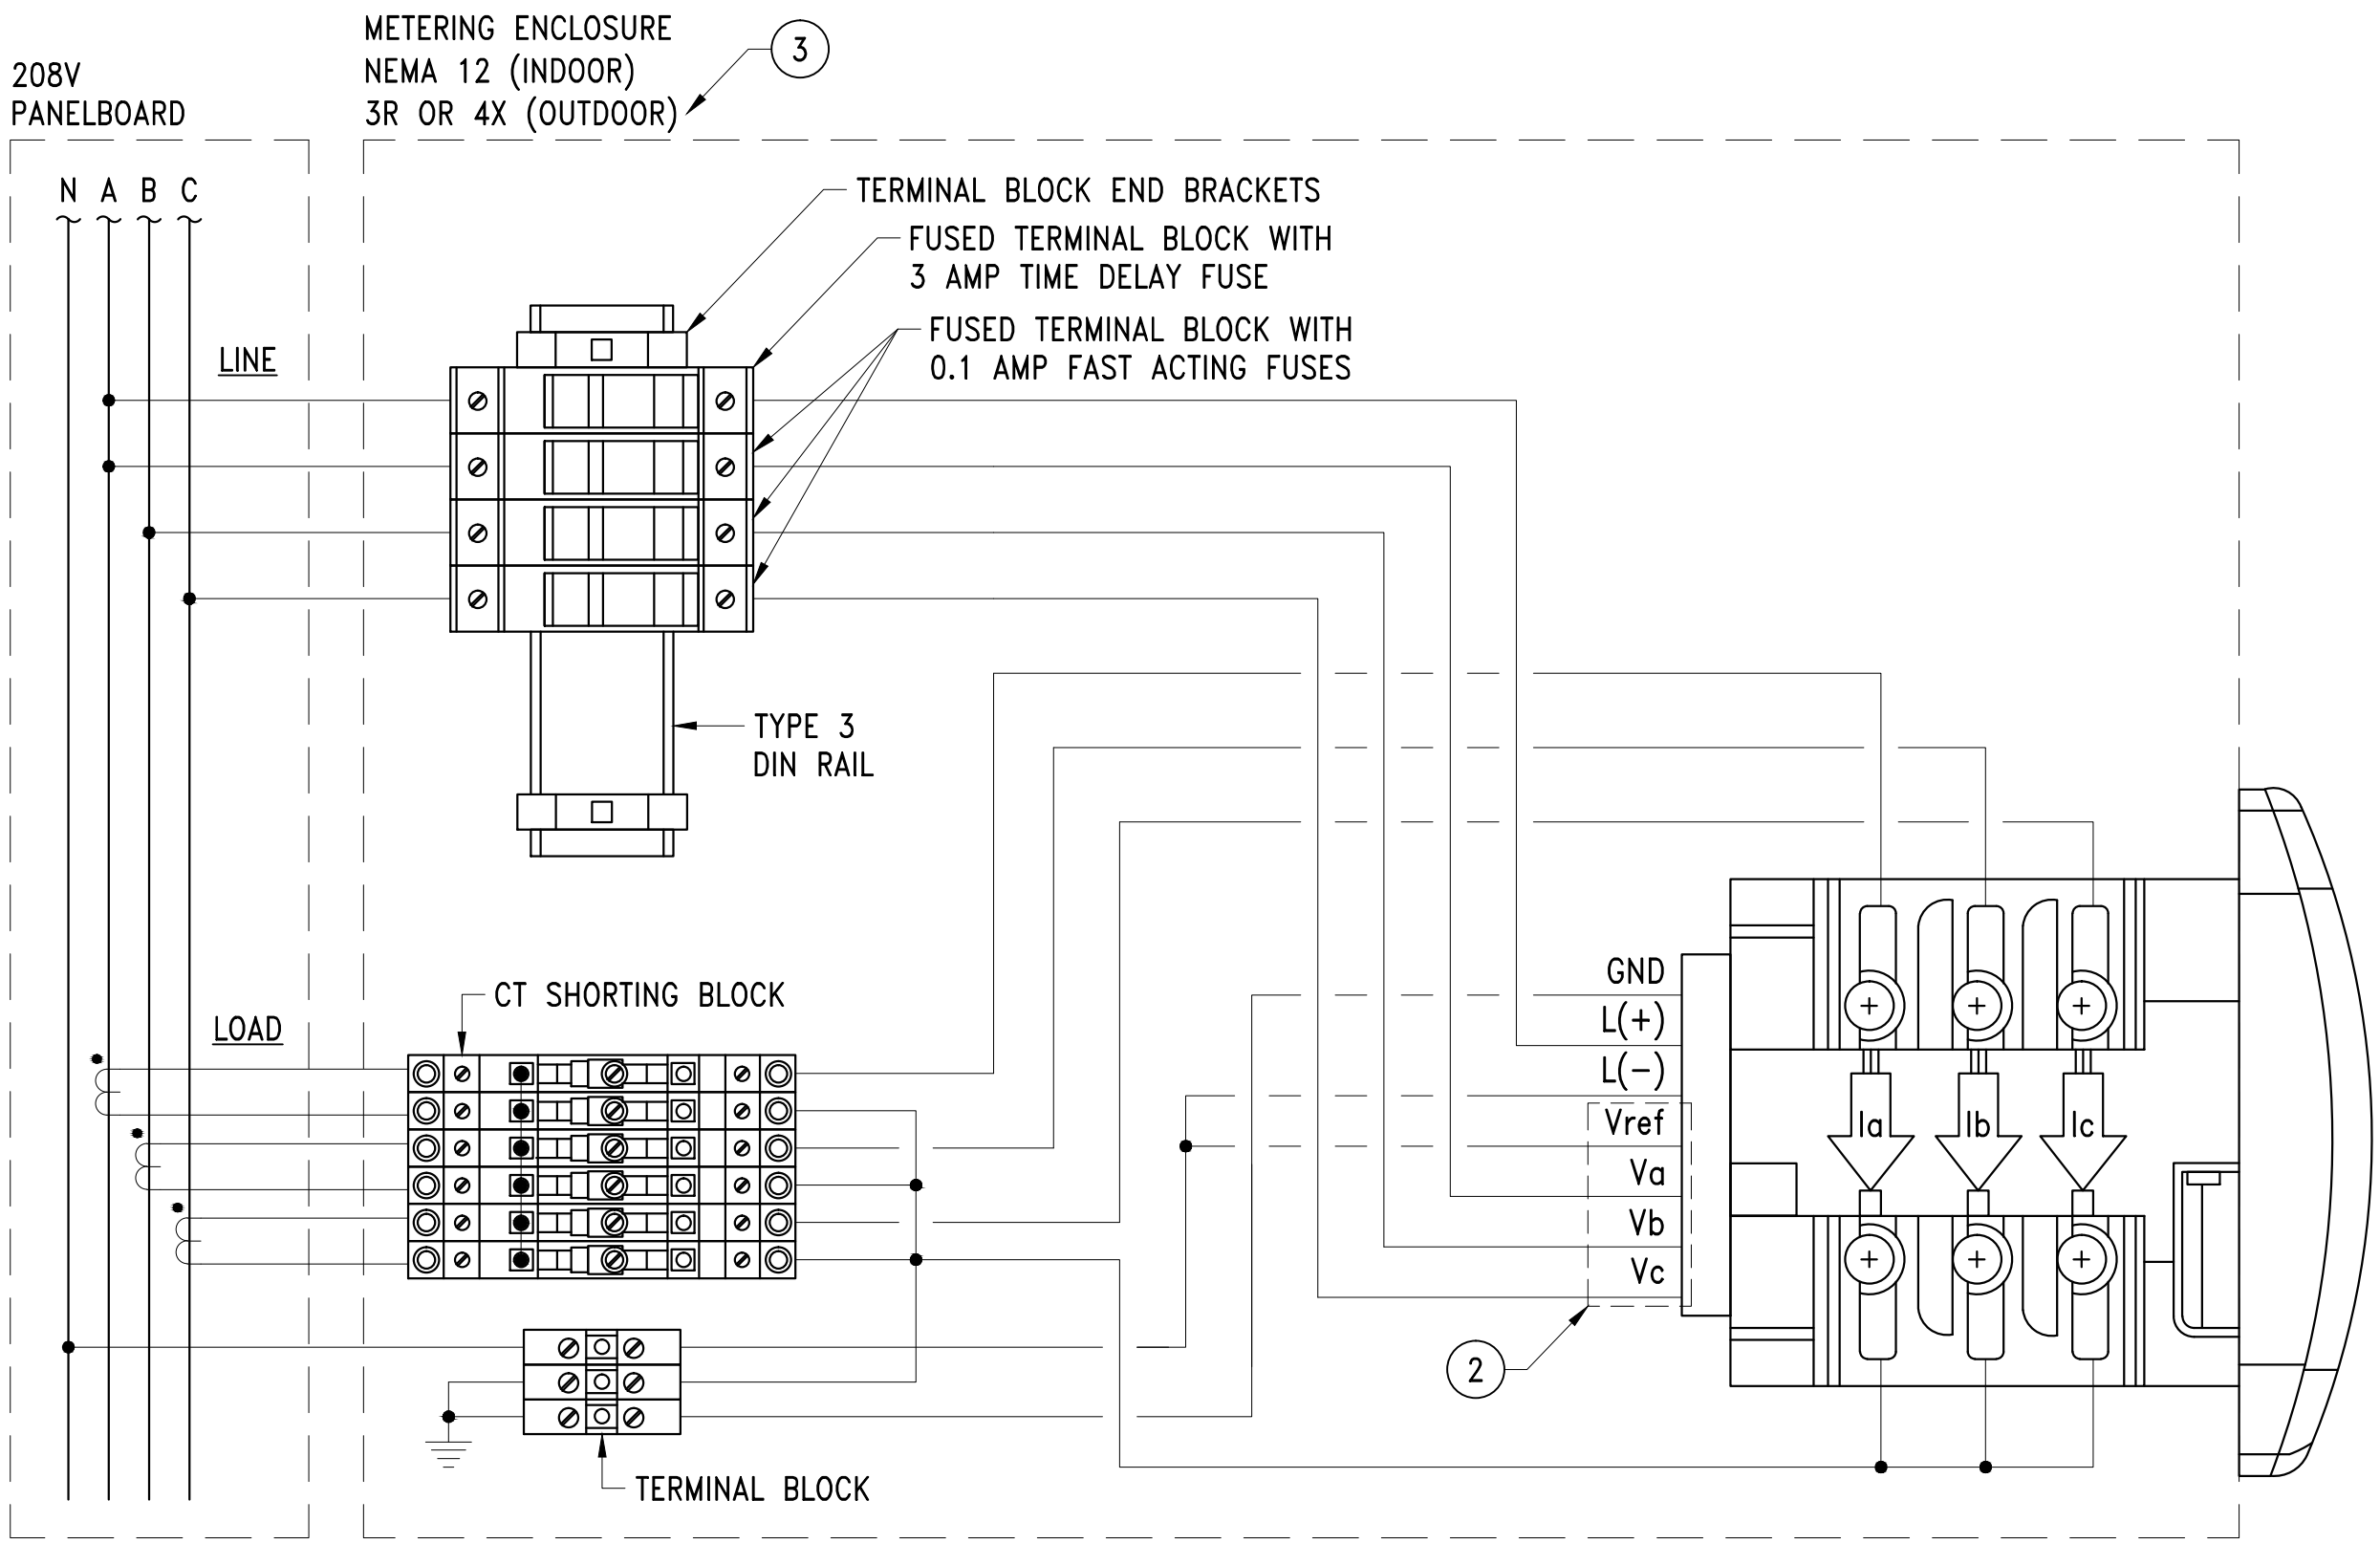 METERING ENCLOSURE
NEMA 12 (INDOOR)
3R OR 4X (OUTDOOR)
3
208V
PANELBOARD
N A B C
TERMINAL BLOCK END BRACKETS
FUSED TERMINAL BLOCK WITH
3 AMP TIME DELAY FUSE
FUSED TERMINAL BLOCK WITH
0.1 AMP FAST ACTING FUSES
LINE
TYPE 3
DIN RAIL
CT SHORTING BLOCK
LOAD
GND
L(+)
L(-)
Vref
Va
Vb
Vc
Ia Ib Ic
2
TERMINAL BLOCK